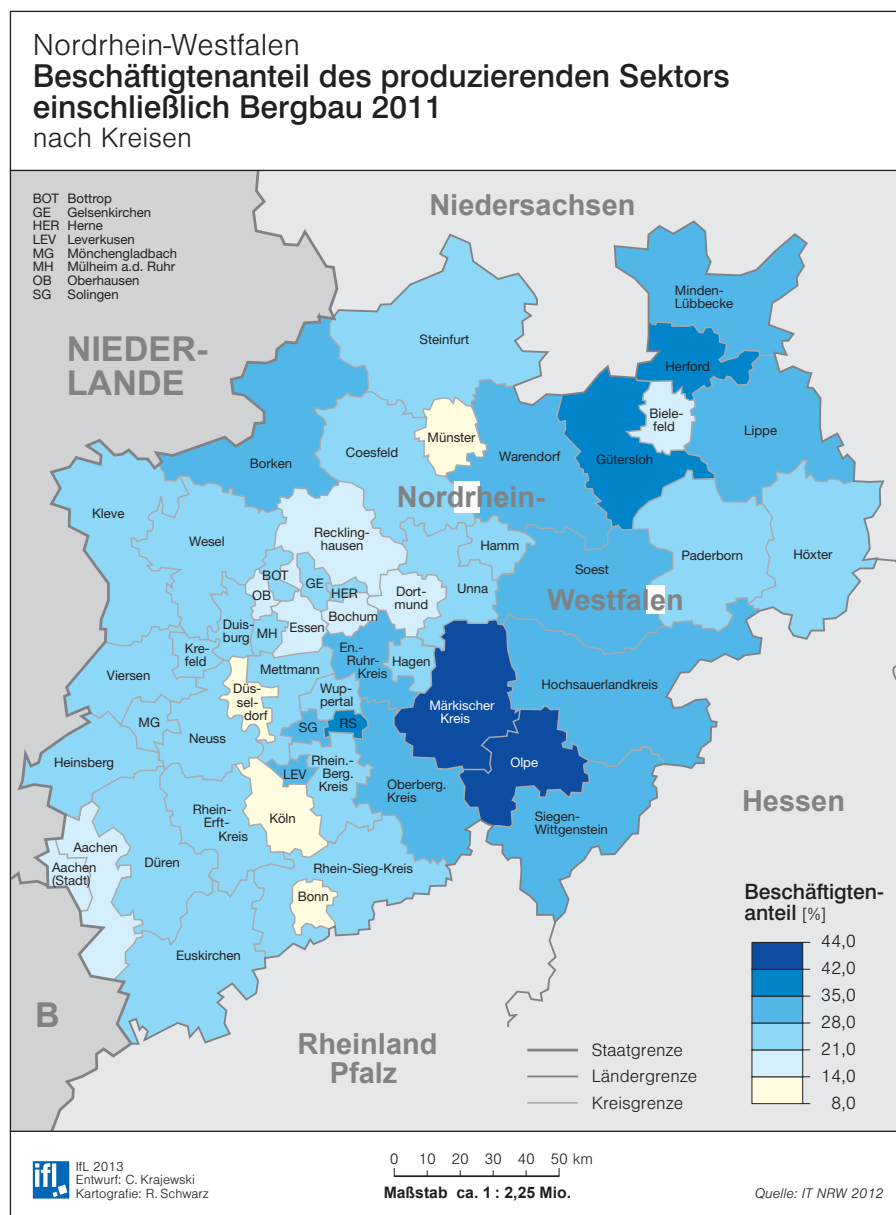 Nordrhein-Westfalen
Beschäftigtenanteil des produzierenden Sektors
einschließlich Bergbau 2011
nach Kreisen
BOT Bottrop
GE Gelsenkirchen
HER Herne
LEV Leverkusen
MG Mönchengladbach
MH Mülheim a.d. Ruhr
OB Oberhausen
SG Solingen
Niedersachsen
NIEDER-
LANDE
Minden-
Lübbecke
Steinfurt
Herford
Biele-
feld
Lippe
Münster
Borken
Coesfeld
Warendorf
Gütersloh
Nordrhein-
Westfalen
Kleve
Wesel
Reckling-
hausen
Hamm
Soest
Paderborn
Höxter
BOT
GE
HER
OB
Unna
Dort-
mund
Bochum
Essen
Duis-
burg
MH
En.-
Ruhr-
Kreis
Hagen
Kre-
feld
Mettmann
Viersen
Düs-
sel-
dorf
Wup-
pertal
Märkischer
Kreis
Hochsauerlandkreis
MG
Neuss
SG
RS
Olpe
Heinsberg
LEV
Rhein.-
Berg.
Kreis
Oberberg.
Kreis
Hessen
Rhein-
Erft-
Kreis
Köln
Siegen-
Wittgenstein
Aachen
Aachen
(Stadt)
Düren
Rhein-Sieg-Kreis
Bonn
Euskirchen
B
Rheinland
Pfalz
Beschäftigten-
anteil [%]
44,0
42,0
35,0
28,0
21,0
14,0
8,0
Staatgrenze
Ländergrenze
Kreisgrenze
ifl
IfL 2013
Entwurf: C. Krajewski
Kartografie: R. Schwarz
0 10 20 30 40 50 km
Maßstab ca. 1 : 2,25 Mio.
Quelle: IT NRW 2012